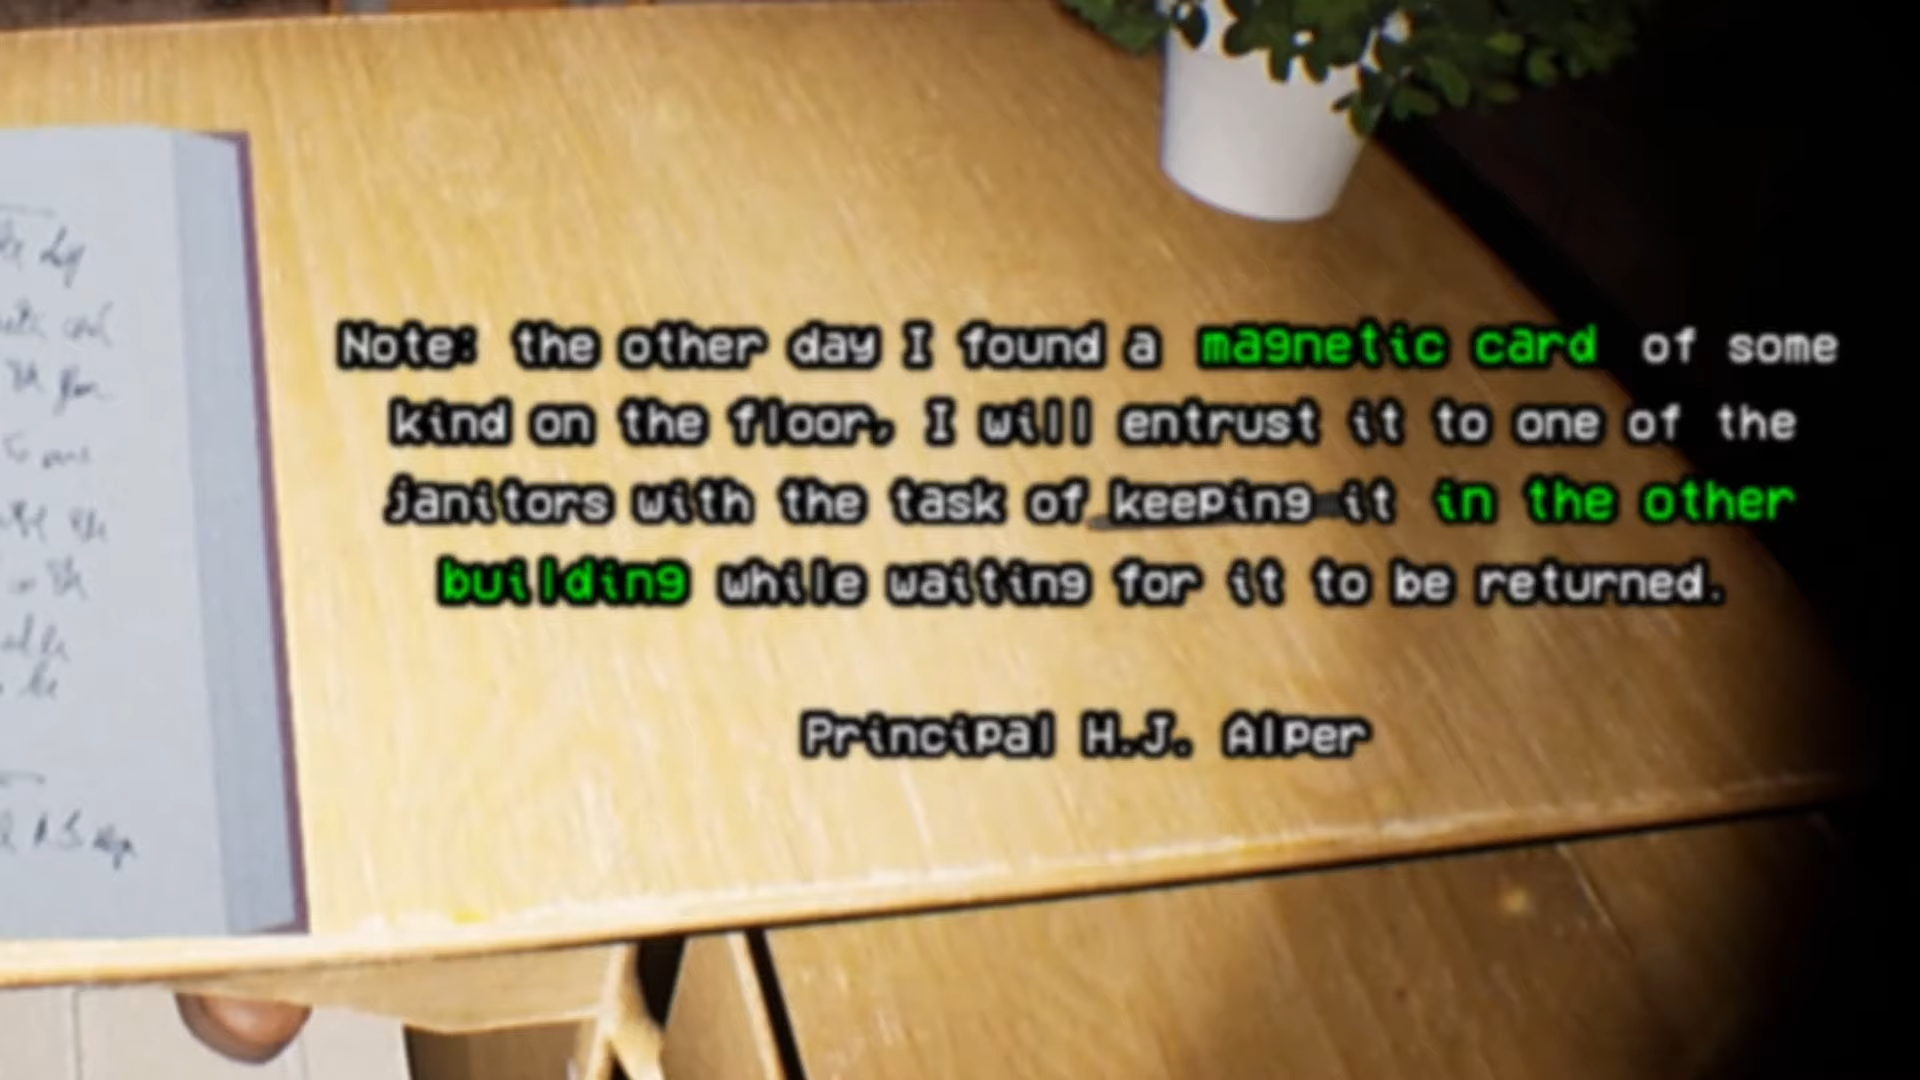 Note: the other day I found a magnetic card of some
kind on the floor, I will entrust it to one of the
janitors with the task of keeping it in the other
building while waiting for it to be returned.
Principal H.J. Alper